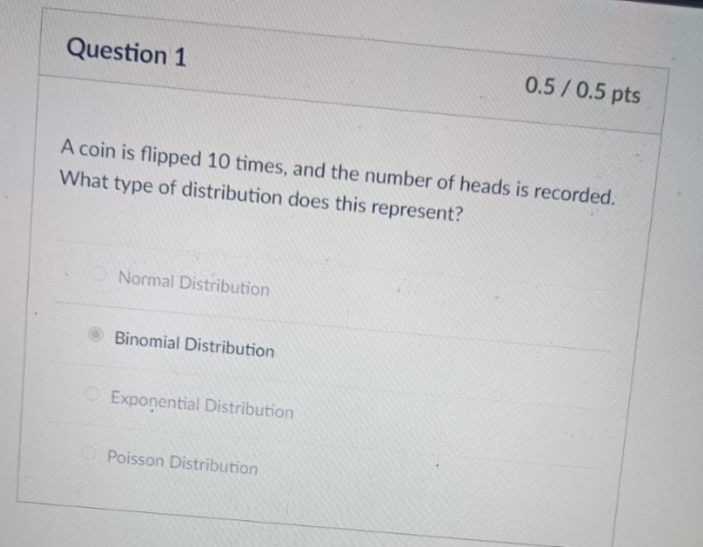 Question 1
0.5 / 0.5 pts
A coin is flipped 10 times, and the number of heads is recorded.
What type of distribution does this represent?
Normal Distribution
Binomial Distribution
Exponential Distribution
Poisson Distribution